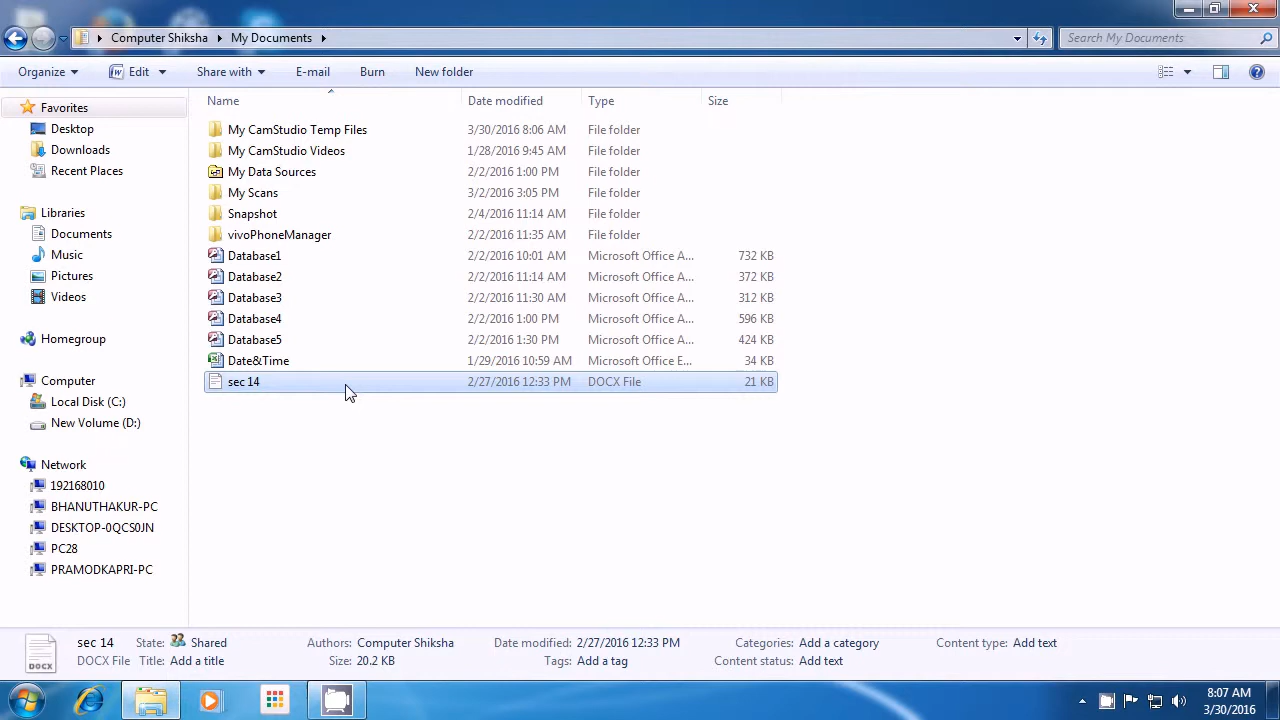 Computer Shiksha My Documents Search My Documents
Organize Edit Share with E-mail Burn New folder
Name Date modified Type Size
Favorites
Desktop
Downloads
Recent Places
Libraries
Documents
Music
Pictures
Videos
Homegroup
Computer
Local Disk (C:)
New Volume (D:)
Network
192168010
BHANUTHAKUR-PC
DESKTOP-0QCS0JN
PC28
PRAMODKAPRI-PC
My CamStudio Temp Files 3/30/2016 8:06 AM File folder
My CamStudio Videos 1/28/2016 9:45 AM File folder
My Data Sources 2/2/2016 1:00 PM File folder
My Scans 3/2/2016 3:05 PM File folder
Snapshot 2/4/2016 11:14 AM File folder
vivoPhoneManager 2/2/2016 11:35 AM File folder
Database1 2/2/2016 10:01 AM Microsoft Office A... 732 KB
Database2 2/2/2016 11:14 AM Microsoft Office A... 372 KB
Database3 2/2/2016 11:30 AM Microsoft Office A... 312 KB
Database4 2/2/2016 1:00 PM Microsoft Office A... 596 KB
Database5 2/2/2016 1:30 PM Microsoft Office A... 424 KB
Date&Time 1/29/2016 10:59 AM Microsoft Office E... 34 KB
sec 14 2/27/2016 12:33 PM DOCX File 21 KB
sec 14 State: Shared Authors: Computer Shiksha Date modified: 2/27/2016 12:33 PM Categories: Add a category Content type: Add text
DOCX File Title: Add a title Size: 20.2 KB Tags: Add a tag Content status: Add text
DOCX
8:07 AM
3/30/2016